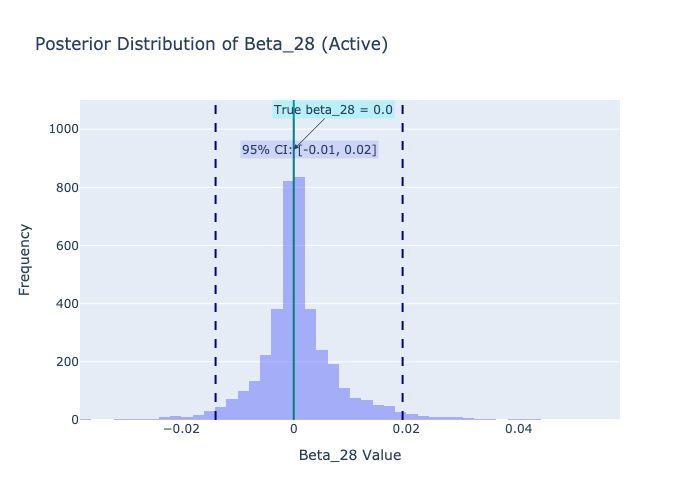 Posterior Distribution of Beta_28 (Active)
True beta_28 = 0.0
95% CI: [-0.01, 0.02]
1000
800
600
400
200
0
Frequency
−0.02
0
0.02
0.04
Beta_28 Value